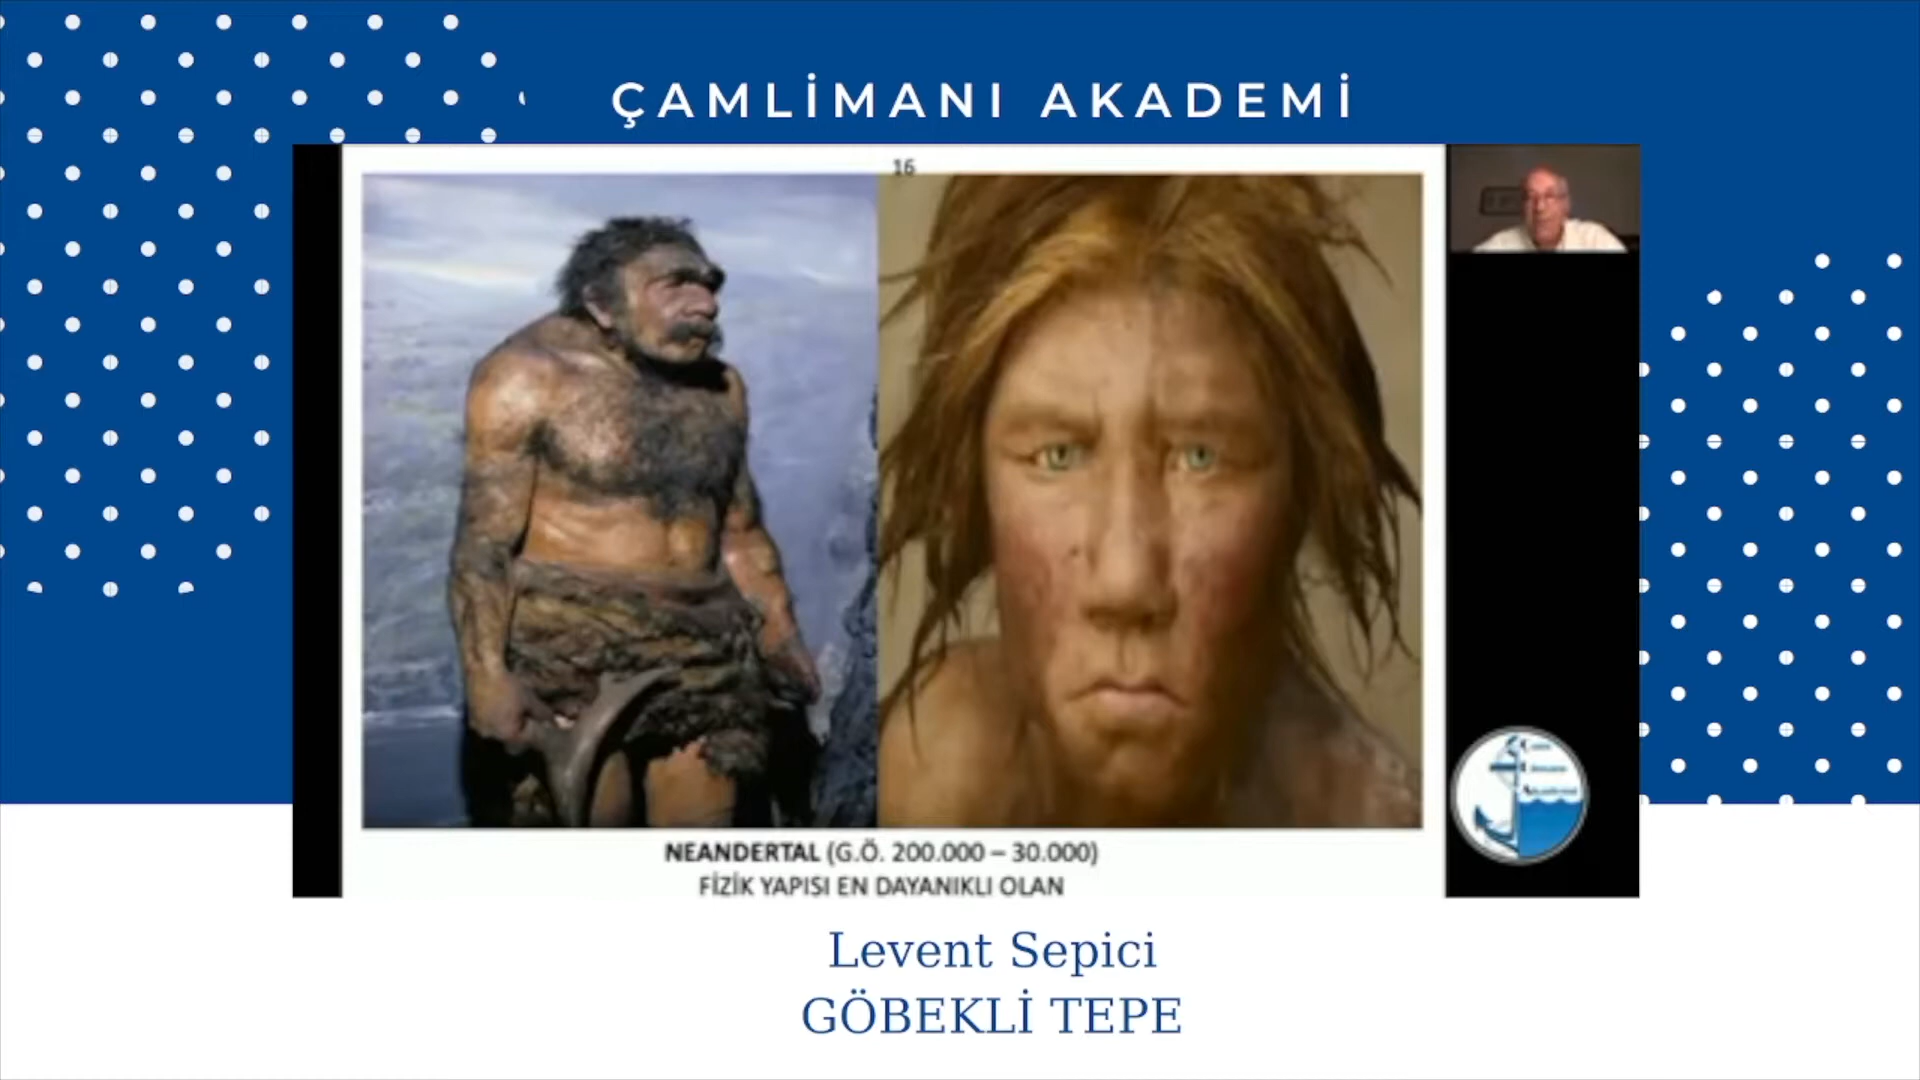 ÇAMLİMANI AKADEMİ
16
NEANDERTAL (G.Ö. 200.000 – 30.000)
FİZİK YAPISI EN DAYANIKLI OLAN
Levent Sepici
GÖBEKLİ TEPE